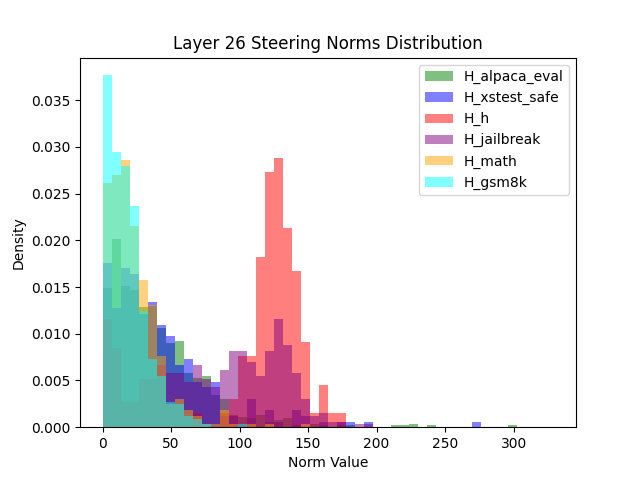 Layer 26 Steering Norms Distribution
H_alpaca_eval
H_xstest_safe
H_h
H_jailbreak
H_math
H_gsm8k
Density
0.035
0.030
0.025
0.020
0.015
0.010
0.005
0.000
0 50 100 150 200 250 300
Norm Value